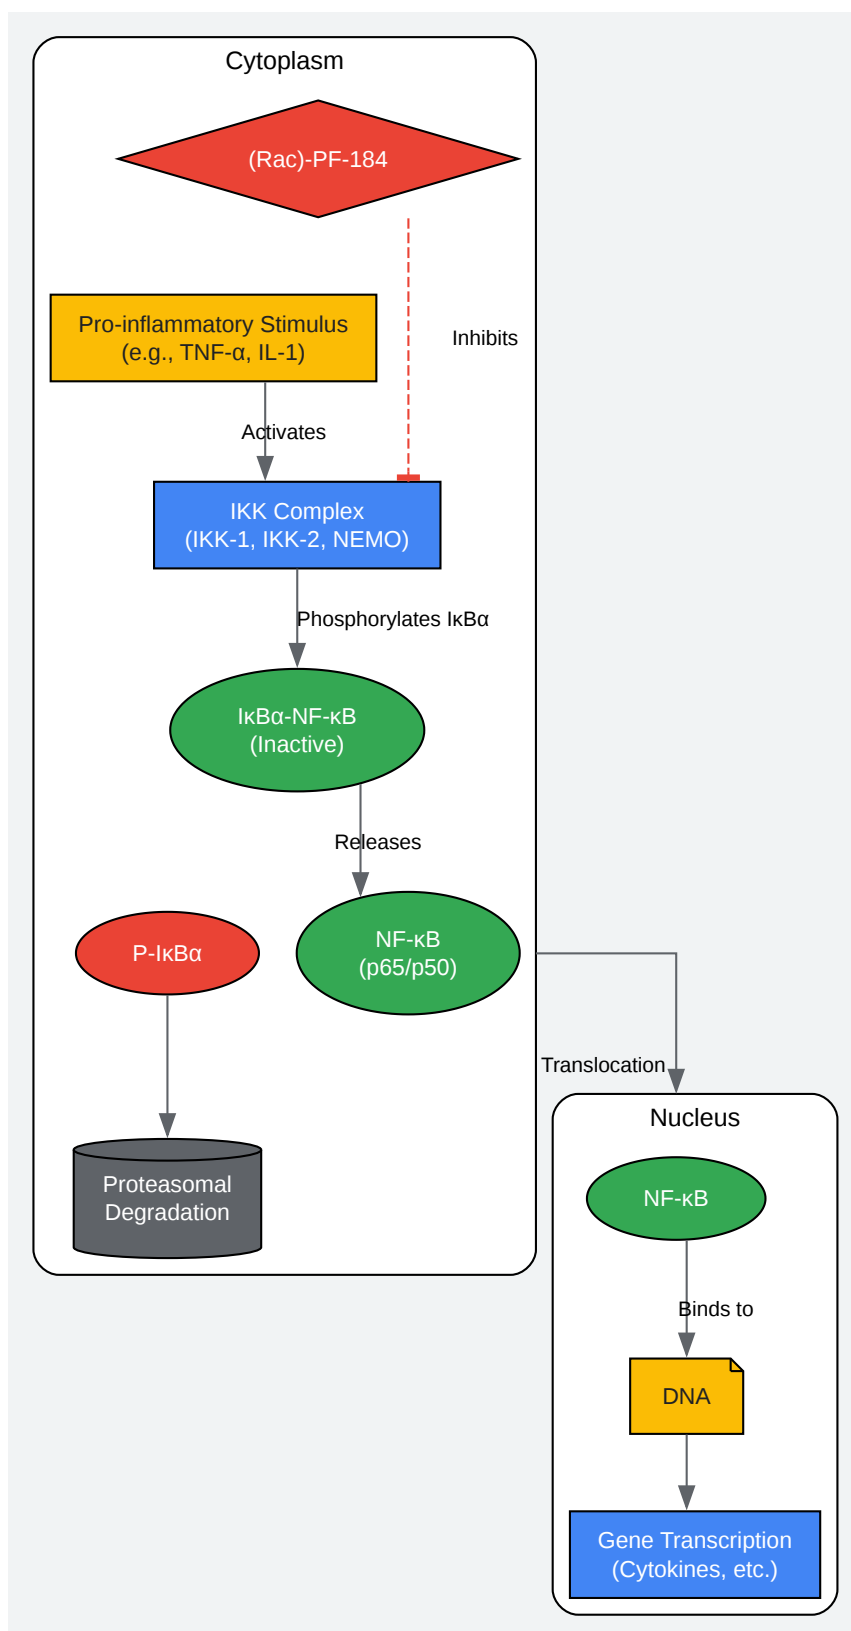 Cytoplasm
(Rac)-PF-184
Pro-inflammatory Stimulus
(e.g., TNF-α, IL-1)
Inhibits
Activates
IKK Complex
(IKK-1, IKK-2, NEMO)
Phosphorylates IκBα
IκBα-NF-κB
(Inactive)
Releases
P-IκBα
NF-κB
(p65/p50)
Translocation
Proteasomal
Degradation
Nucleus
NF-κB
Binds to
DNA
Gene Transcription
(Cytokines, etc.)